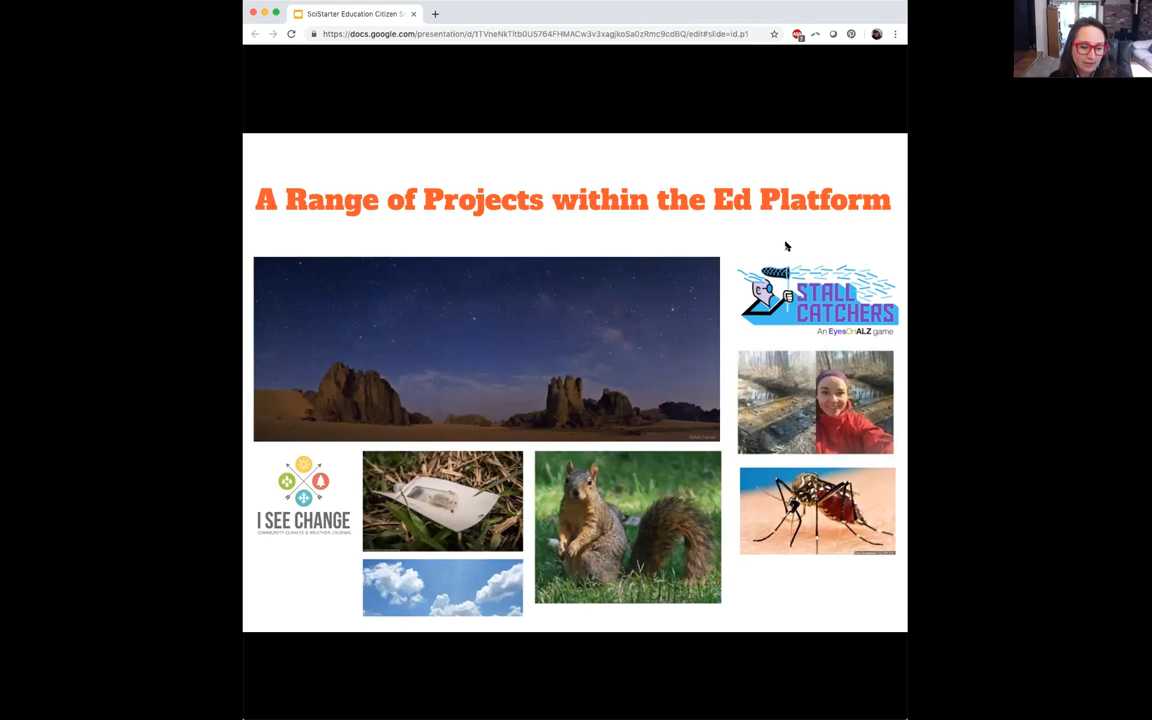 SciStarter Education Citizen S
https://docs.google.com/presentation/d/1TVneNkTltb0U5764FHMACw3v3xagjkoSa0zRmc9cdBQ/edit#slide=id.p1
A Range of Projects within the Ed Platform
STALL
CATCHERS
An EyesOnALZ game
I SEE CHANGE
COMMUNITY CLIMATE & WEATHER JOURNAL